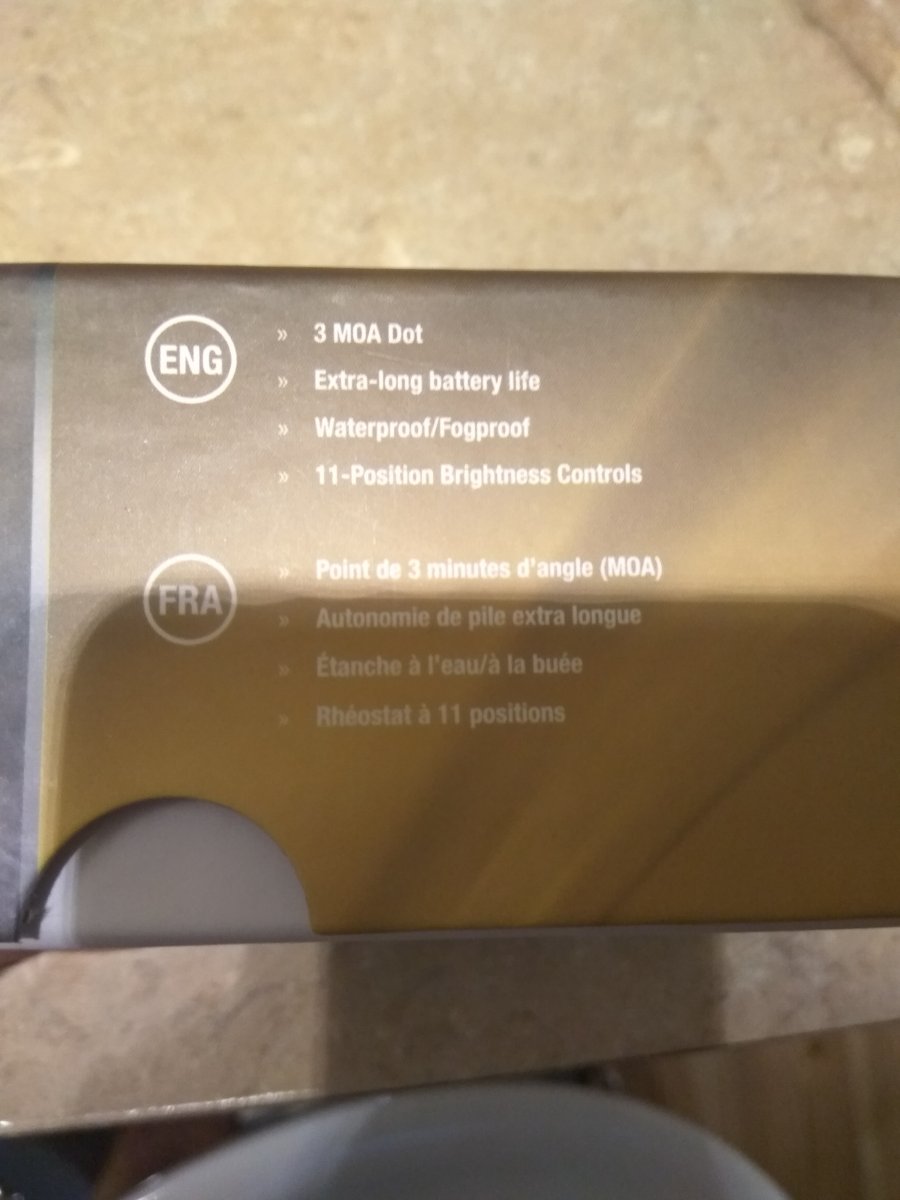 ENG
» 3 MOA Dot
» Extra-long battery life
» Waterproof/Fogproof
» 11-Position Brightness Controls
FRA
» Point de 3 minutes d'angle (MOA)
» Autonomie de pile extra longue
» Étanche à l'eau/à la buée
» Rhéostat à 11 positions